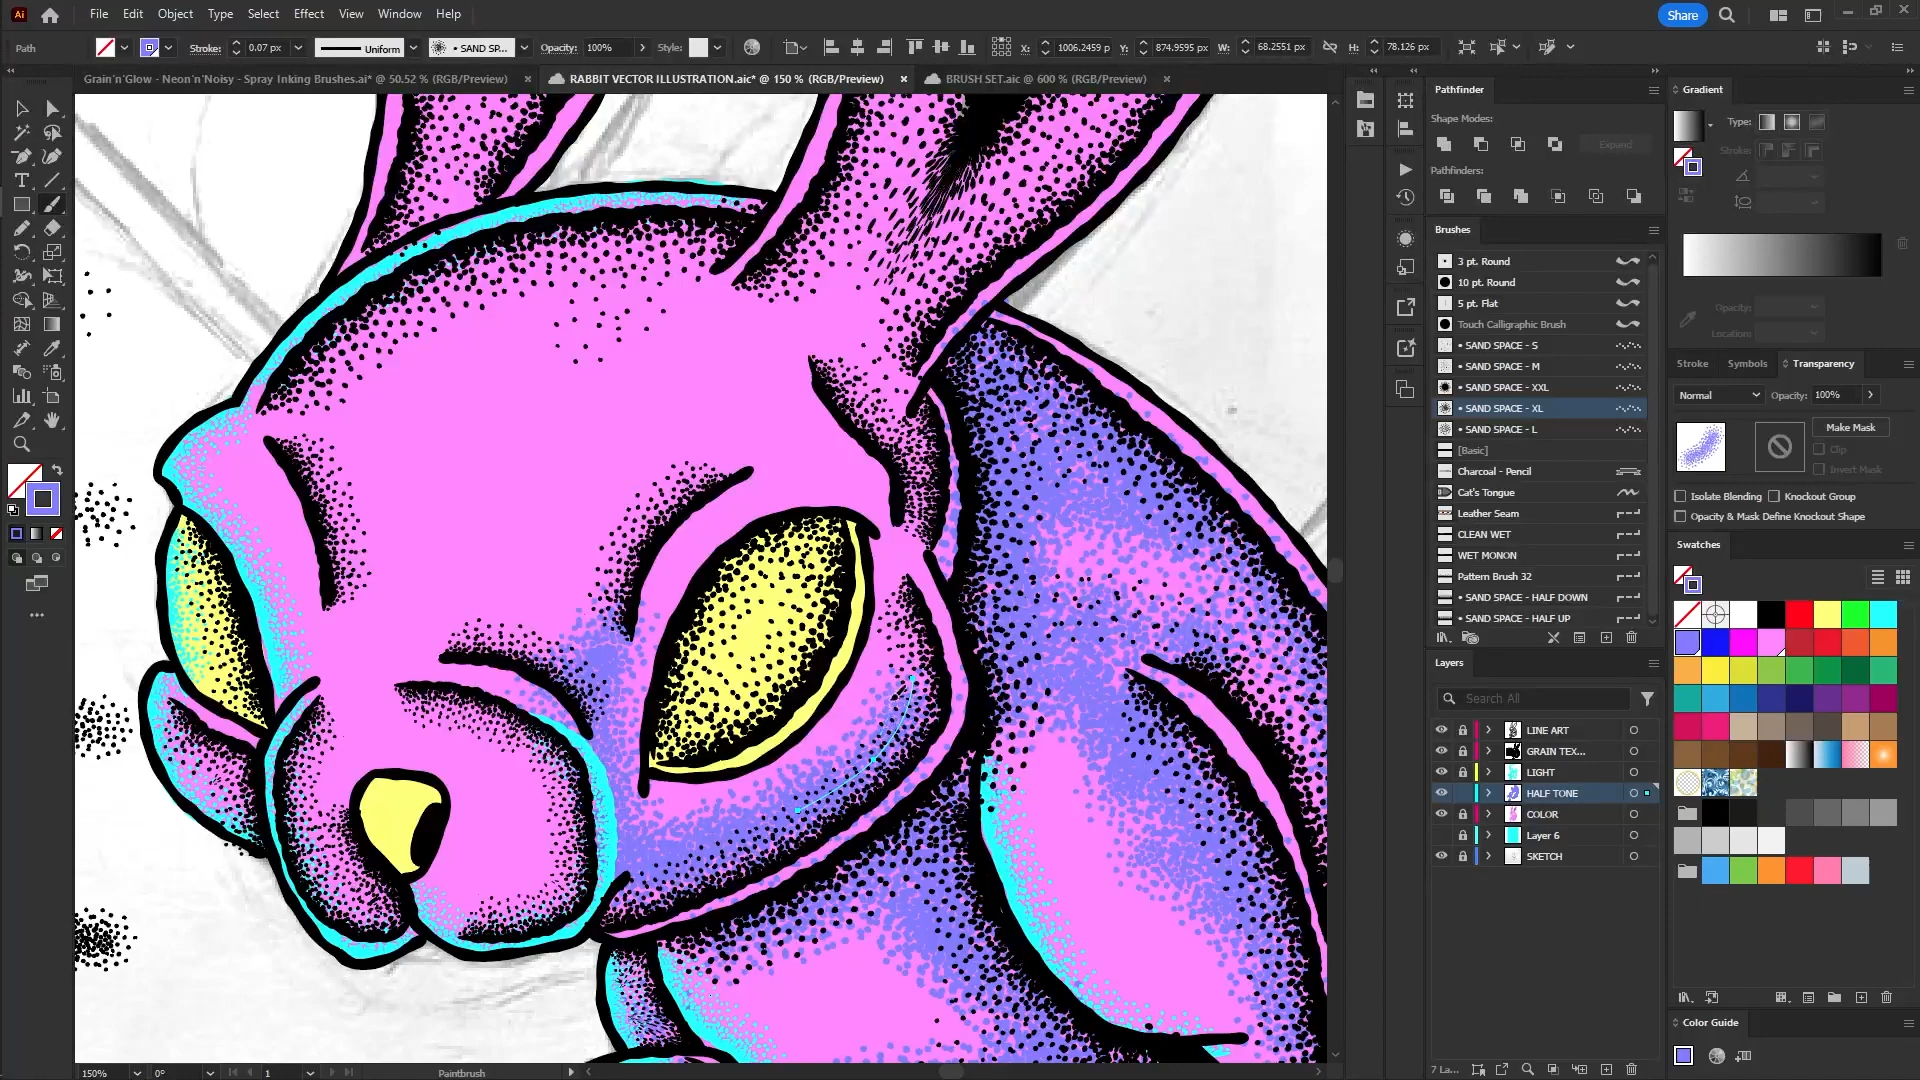 Ai File Edit Object Type Select Effect View Window Help Share
Path Stroke: 0.07 px Uniform • SAND SP... Opacity: 100% Style: X: 1006.2459 p Y: 874.9595 px W: 68.2551 px H: 78.126 px
Grain'n'Glow - Neon'n'Noisy - Spray Inking Brushes.ai* @ 50.52 % (RGB/Preview) RABBIT VECTOR ILLUSTRATION.aic* @ 150 % (RGB/Preview) BRUSH SET.aic @ 600 % (RGB/Preview)
Pathfinder
Shape Modes:
Expand
Pathfinders:
Brushes
3 pt. Round
10 pt. Round
5 pt. Flat
Touch Calligraphic Brush
• SAND SPACE - S
• SAND SPACE - M
• SAND SPACE - XXL
• SAND SPACE - XL
• SAND SPACE - L
[Basic]
Charcoal - Pencil
Cat's Tongue
Leather Seam
CLEAN WET
WET MONON
Pattern Brush 32
• SAND SPACE - HALF DOWN
• SAND SPACE - HALF UP
Layers
Search All
LINE ART
GRAIN TEX...
LIGHT
HALF TONE
COLOR
Layer 6
SKETCH
7 La...
Gradient
Type:
Stroke:
Opacity:
Location:
Stroke Symbols Transparency
Normal Opacity: 100%
Make Mask
Clip
Invert Mask
Isolate Blending Knockout Group
Opacity & Mask Define Knockout Shape
Swatches
Color Guide
150% 0° 1 Paintbrush